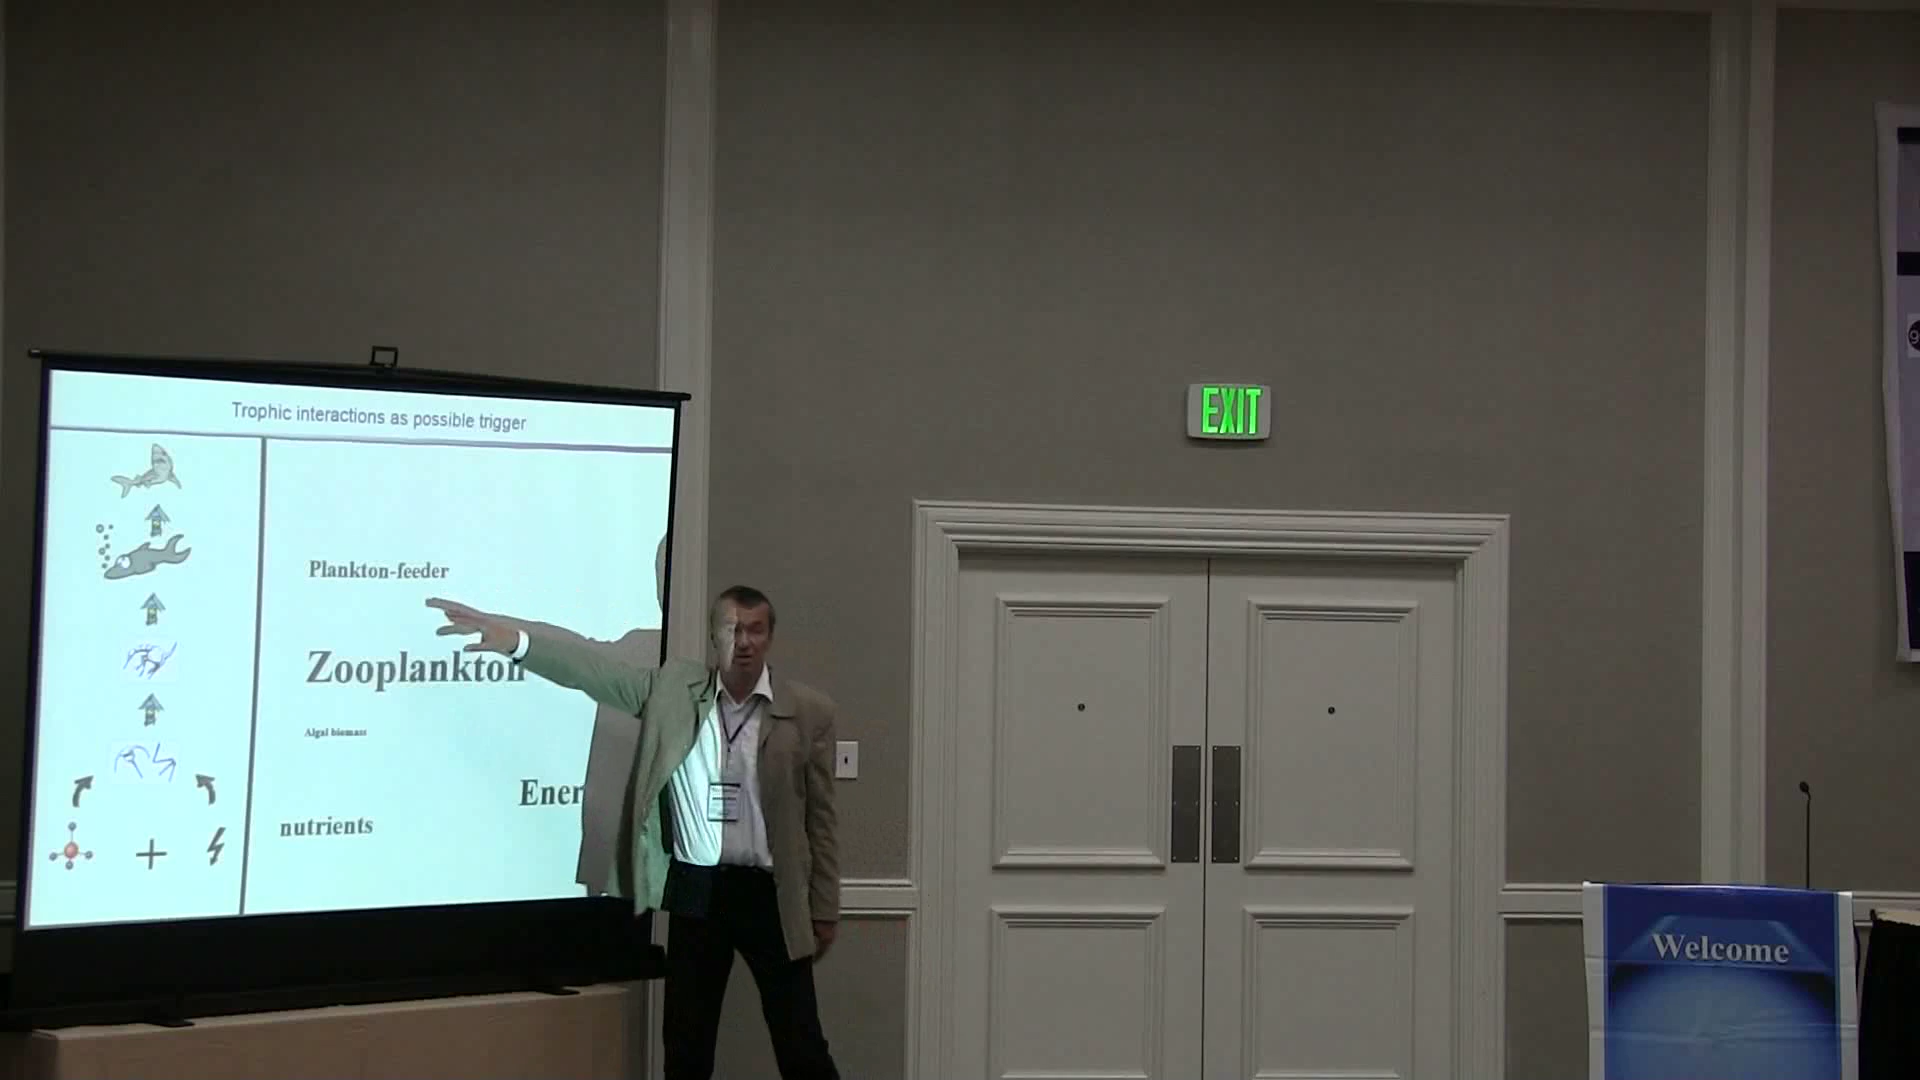 Trophic interactions as possible trigger
Plankton-feeder
Zooplankton
Algal biomass
Ener
nutrients
EXIT
Welcome